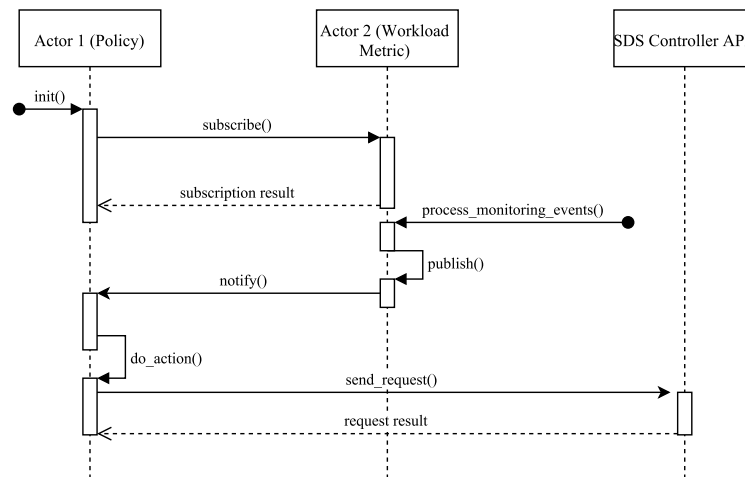 Actor 1 (Policy)
Actor 2 (Workload
Metric)
SDS Controller AP
init()
subscribe()
subscription result
process_monitoring_events()
publish()
notify()
do_action()
send_request()
request result